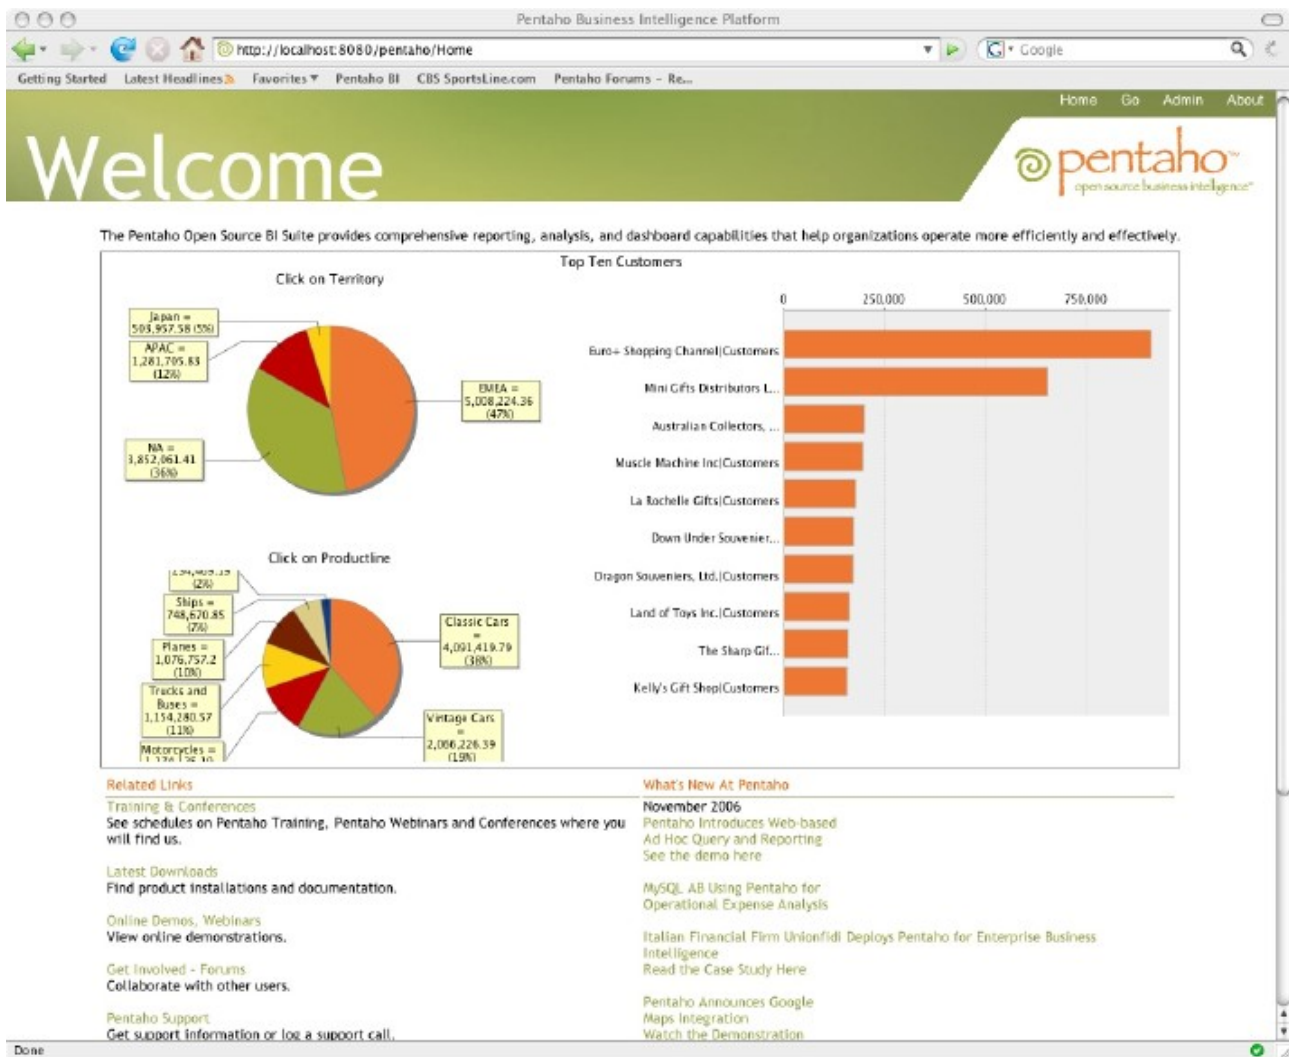 Pentaho Business Intelligence Platform
http://localhost:8080/pentaho/Home
Google
Getting Started Latest Headlines Favorites Pentaho BI CBS SportsLine.com Pentaho Forums - Re...
Home Go Admin About
Welcome
pentaho™
open source business intelligence
The Pentaho Open Source BI Suite provides comprehensive reporting, analysis, and dashboard capabilities that help organizations operate more efficiently and effectively.
Click on Territory
Japan =
503,957.58 (5%)
APAC =
1,281,705.83
(12%)
NA =
3,852,061.41
(36%)
EMEA =
5,008,224.36
(47%)
Click on Productline
(2%)
Ships =
748,670.85
(7%)
Planes =
1,076,757.2
(10%)
Trucks and
Buses =
1,154,280.57
(11%)
Motorcycles =
Classic Cars
=
4,091,419.79
(38%)
Vintage Cars
=
2,066,226.39
(19%)
Top Ten Customers
0 250,000 500,000 750,000
Euro+ Shopping Channel|Customers
Mini Gifts Distributors L...
Australian Collectors, ...
Muscle Machine Inc|Customers
La Rochelle Gifts|Customers
Down Under Souvenier...
Dragon Souveniers, Ltd.|Customers
Land of Toys Inc.|Customers
The Sharp Gif...
Kelly's Gift Shop|Customers
Related Links
Training & Conferences
See schedules on Pentaho Training, Pentaho Webinars and Conferences where you
will find us.
Latest Downloads
Find product installations and documentation.
Online Demos, Webinars
View online demonstrations.
Get Involved - Forums
Collaborate with other users.
Pentaho Support
Get support information or log a support call.
What's New At Pentaho
November 2006
Pentaho Introduces Web-based
Ad Hoc Query and Reporting
See the demo here
MySQL AB Using Pentaho for
Operational Expense Analysis
Italian Financial Firm Unionfidi Deploys Pentaho for Enterprise Business
Intelligence
Read the Case Study Here
Pentaho Announces Google
Maps Integration
Watch the Demonstration
Done